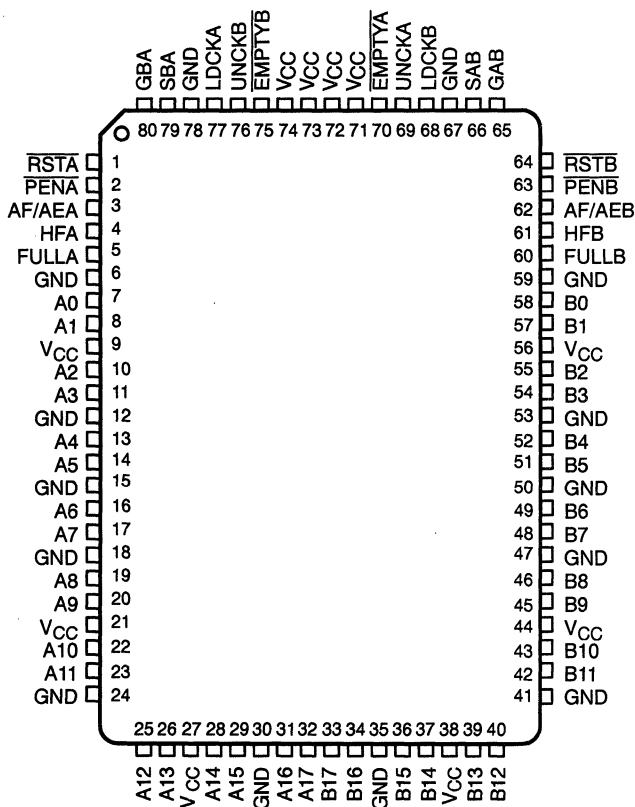 GBA SBA GND LDCKA UNCKB EMPTYB VCC VCC VCC VCC EMPTYA UNCKA LDCKB GND SAB GAB
80 79 78 77 76 75 74 73 72 71 70 69 68 67 66 65
RSTA 1 64 RSTB
PENA 2 63 PENB
AF/AEA 3 62 AF/AEB
HFA 4 61 HFB
FULLA 5 60 FULLB
GND 6 59 GND
A0 7 58 B0
A1 8 57 B1
VCC 9 56 VCC
A2 10 55 B2
A3 11 54 B3
GND 12 53 GND
A4 13 52 B4
A5 14 51 B5
GND 15 50 GND
A6 16 49 B6
A7 17 48 B7
GND 18 47 GND
A8 19 46 B8
A9 20 45 B9
VCC 21 44 VCC
A10 22 43 B10
A11 23 42 B11
GND 24 41 GND
25 26 27 28 29 30 31 32 33 34 35 36 37 38 39 40
A12 A13 VCC A14 A15 GND A16 A17 B17 B16 GND B15 B14 VCC B13 B12